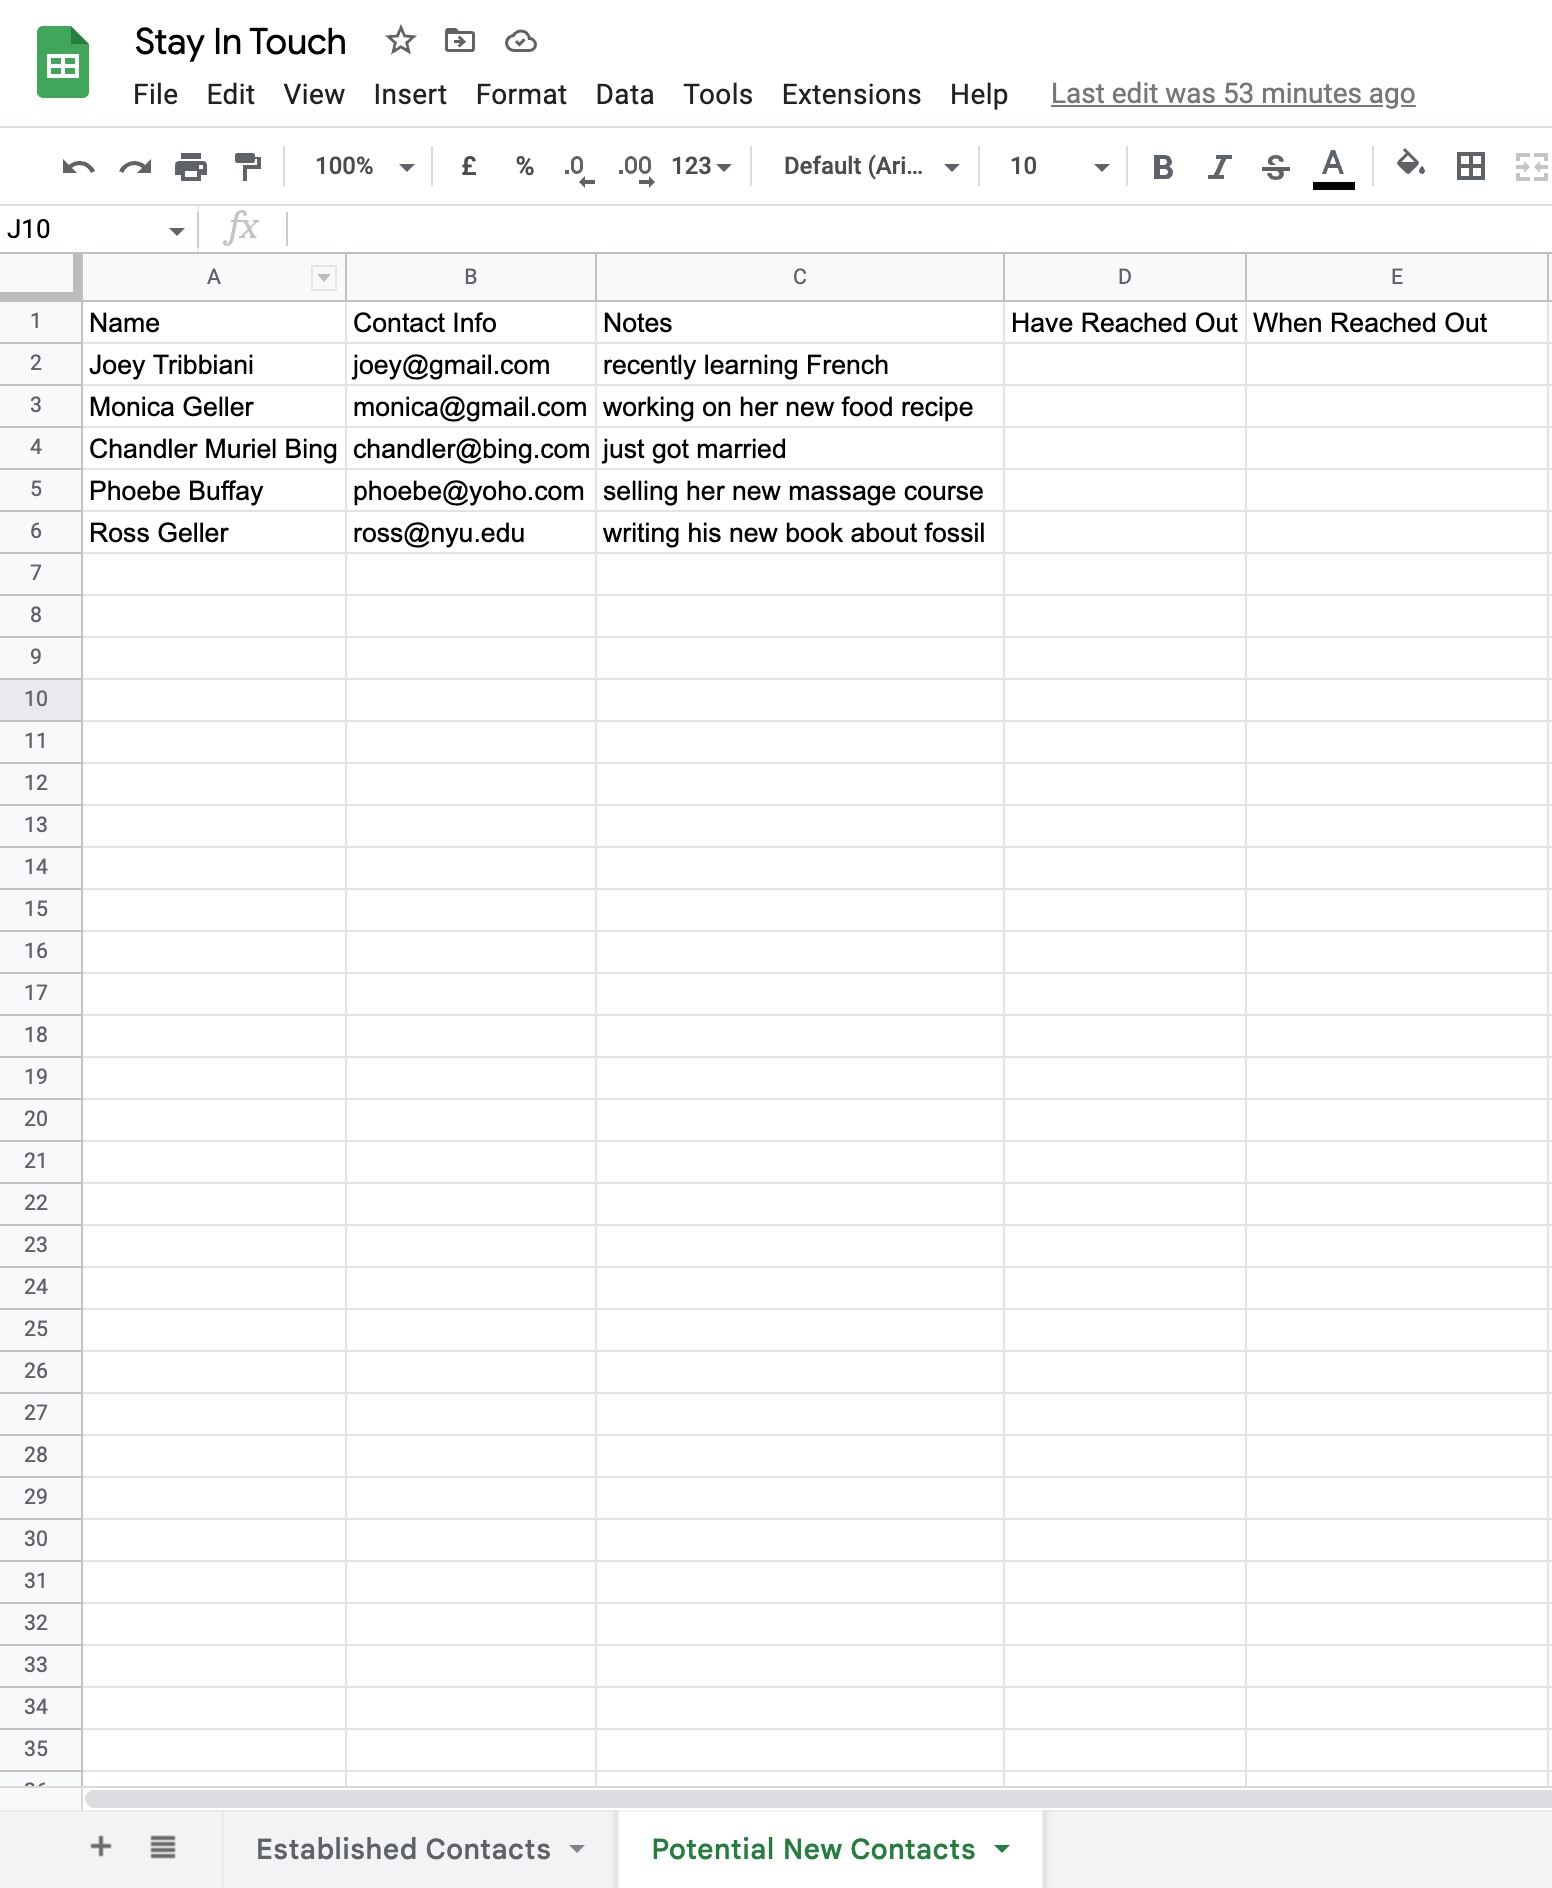 Stay In Touch
File Edit View Insert Format Data Tools Extensions Help Last edit was 53 minutes ago
100% £ % .0 .00 123 Default (Ari... 10 B I S A
J10 fx
A B C D E
1 Name Contact Info Notes Have Reached Out When Reached Out
2 Joey Tribbiani joey@gmail.com recently learning French
3 Monica Geller monica@gmail.com working on her new food recipe
4 Chandler Muriel Bing chandler@bing.com just got married
5 Phoebe Buffay phoebe@yoho.com selling her new massage course
6 Ross Geller ross@nyu.edu writing his new book about fossil
7
8
9
10
11
12
13
14
15
16
17
18
19
20
21
22
23
24
25
26
27
28
29
30
31
32
33
34
35
+ Established Contacts Potential New Contacts